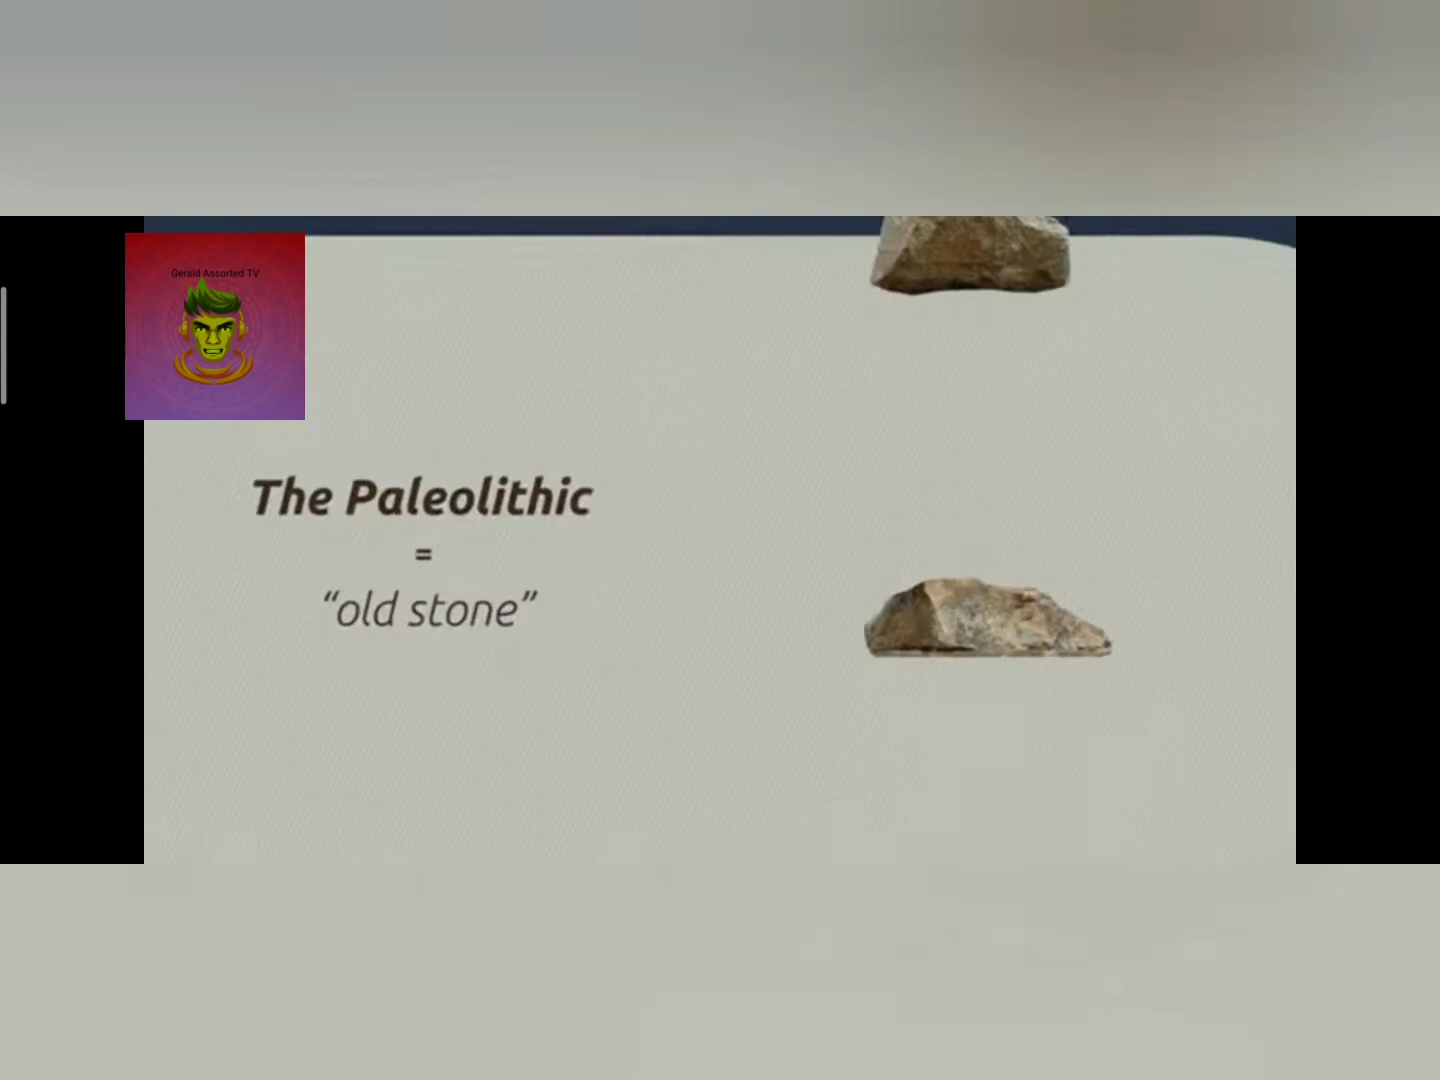 Gerald Assorted TV
The Paleolithic
=
“old stone”